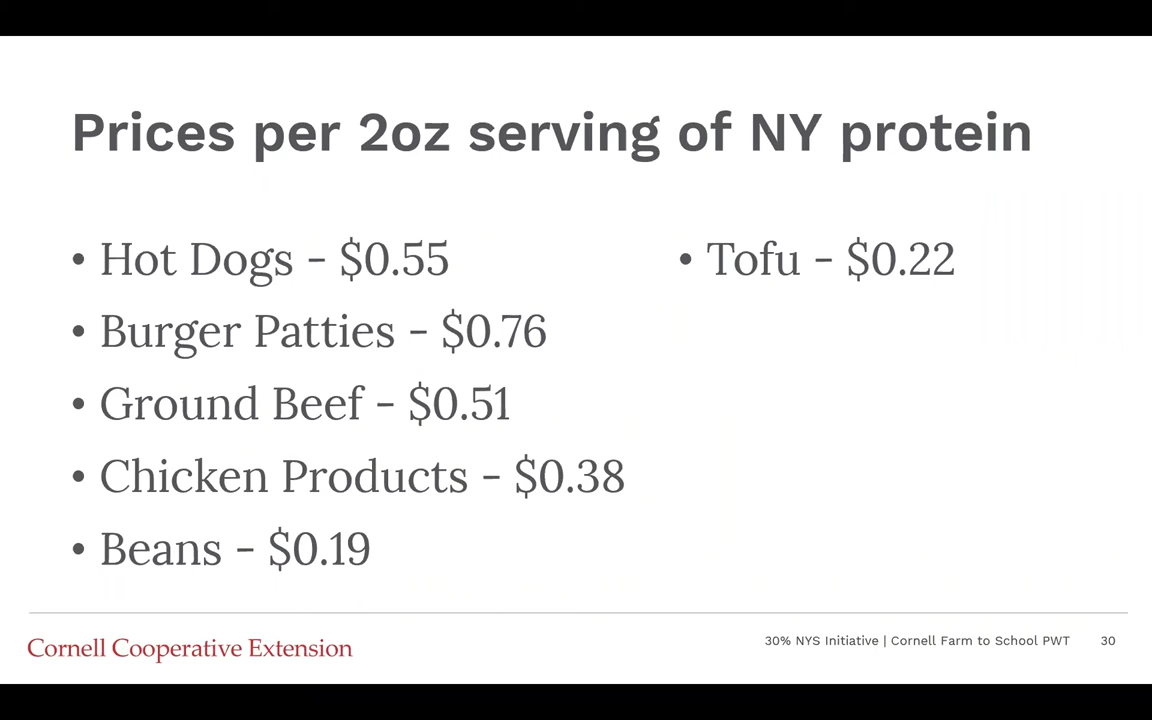 Prices per 2oz serving of NY protein
• Hot Dogs - $0.55
• Burger Patties - $0.76
• Ground Beef - $0.51
• Chicken Products - $0.38
• Beans - $0.19
• Tofu - $0.22
Cornell Cooperative Extension
30% NYS Initiative | Cornell Farm to School PWT 30